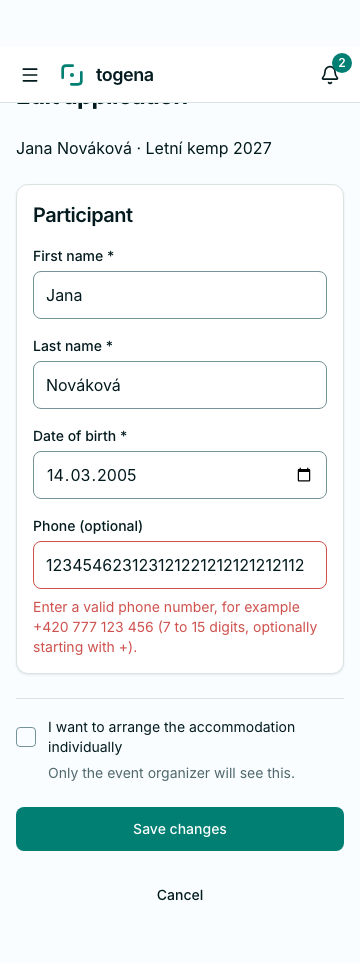 togena
2
Jana Nováková · Letní kemp 2027
Participant
First name *
Jana
Last name *
Nováková
Date of birth *
14.03.2005
Phone (optional)
1234546231231212212121212121112
Enter a valid phone number, for example
+420 777 123 456 (7 to 15 digits, optionally
starting with +).
I want to arrange the accommodation
individually
Only the event organizer will see this.
Save changes
Cancel